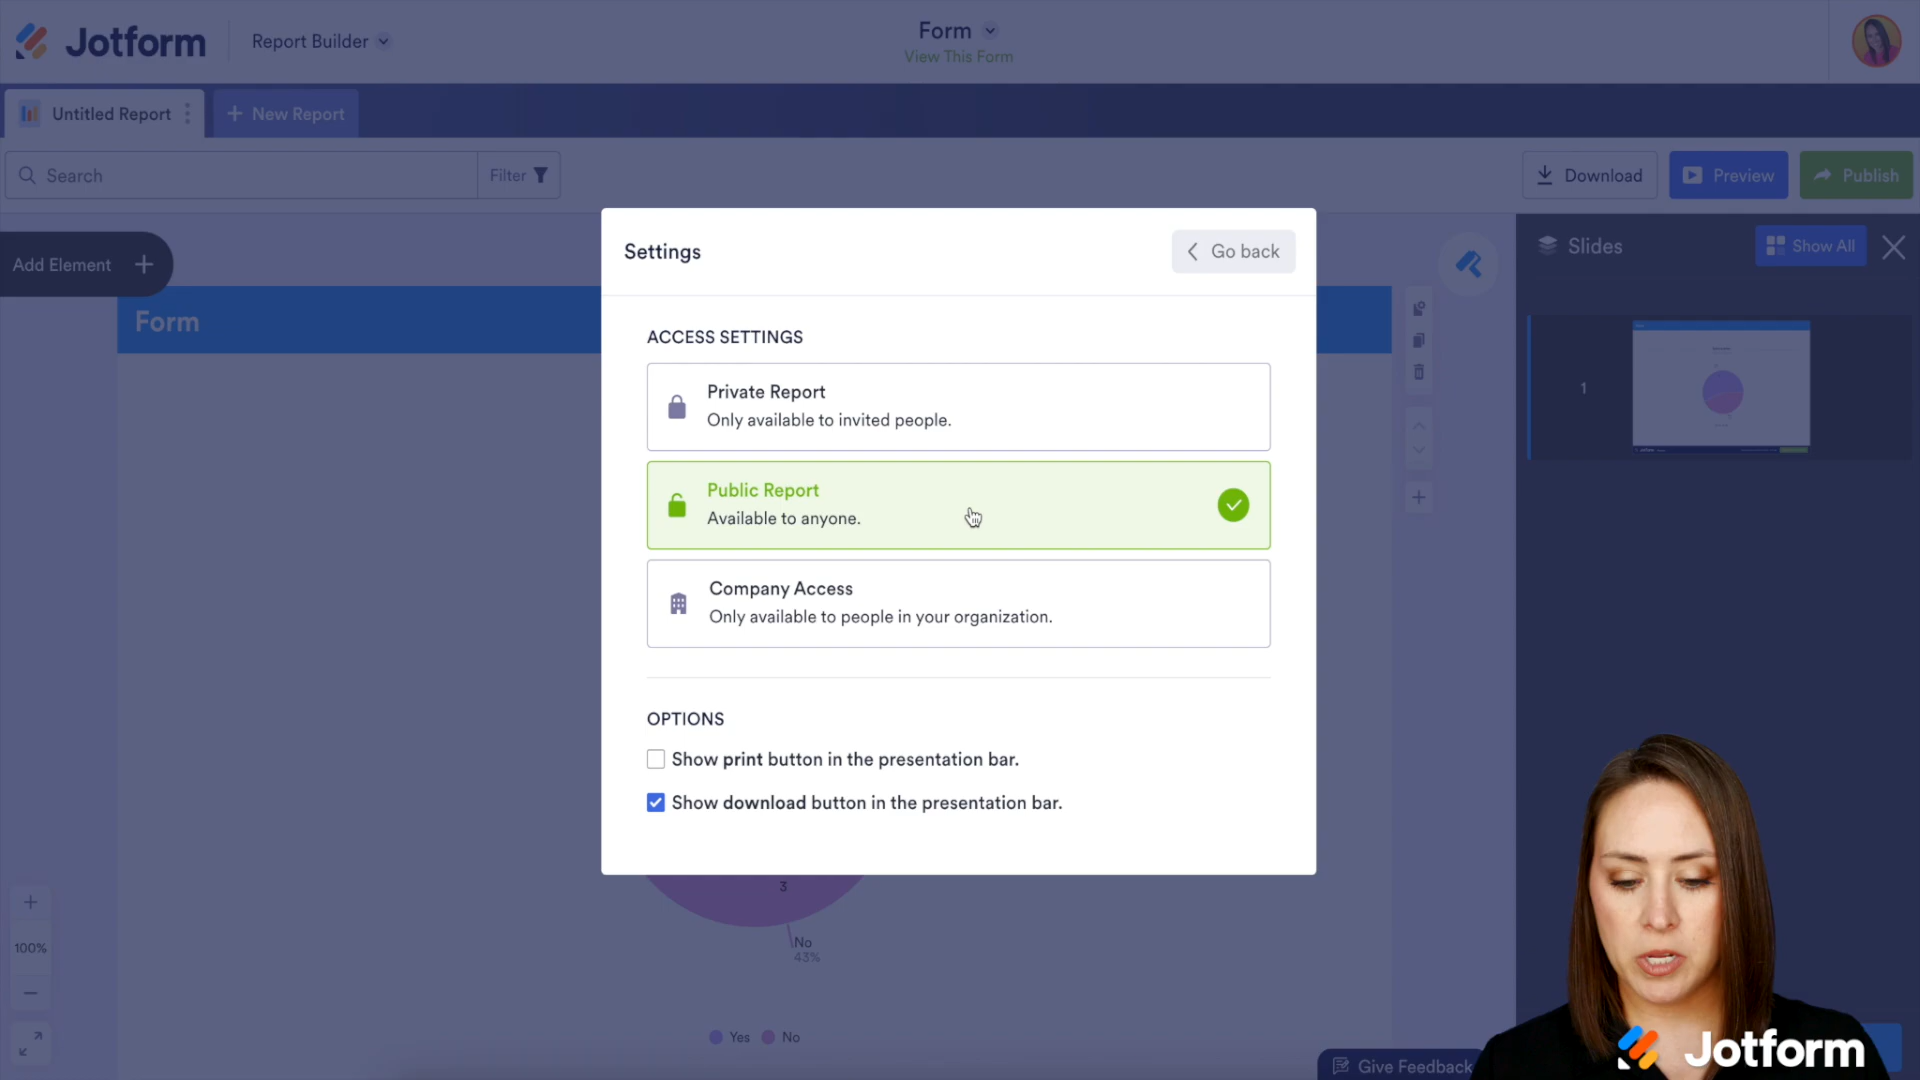 Jotform
Report Builder
Form
View This Form
Untitled Report
New Report
Search
Filter
Download
Preview
Publish
Add Element
Form
Settings
Go back
ACCESS SETTINGS
Private Report
Only available to invited people.
Public Report
Available to anyone.
Company Access
Only available to people in your organization.
OPTIONS
Show print button in the presentation bar.
Show download button in the presentation bar.
Slides
Show All
1
3
No
43%
Yes
No
100%
Give Feedback
Jotform